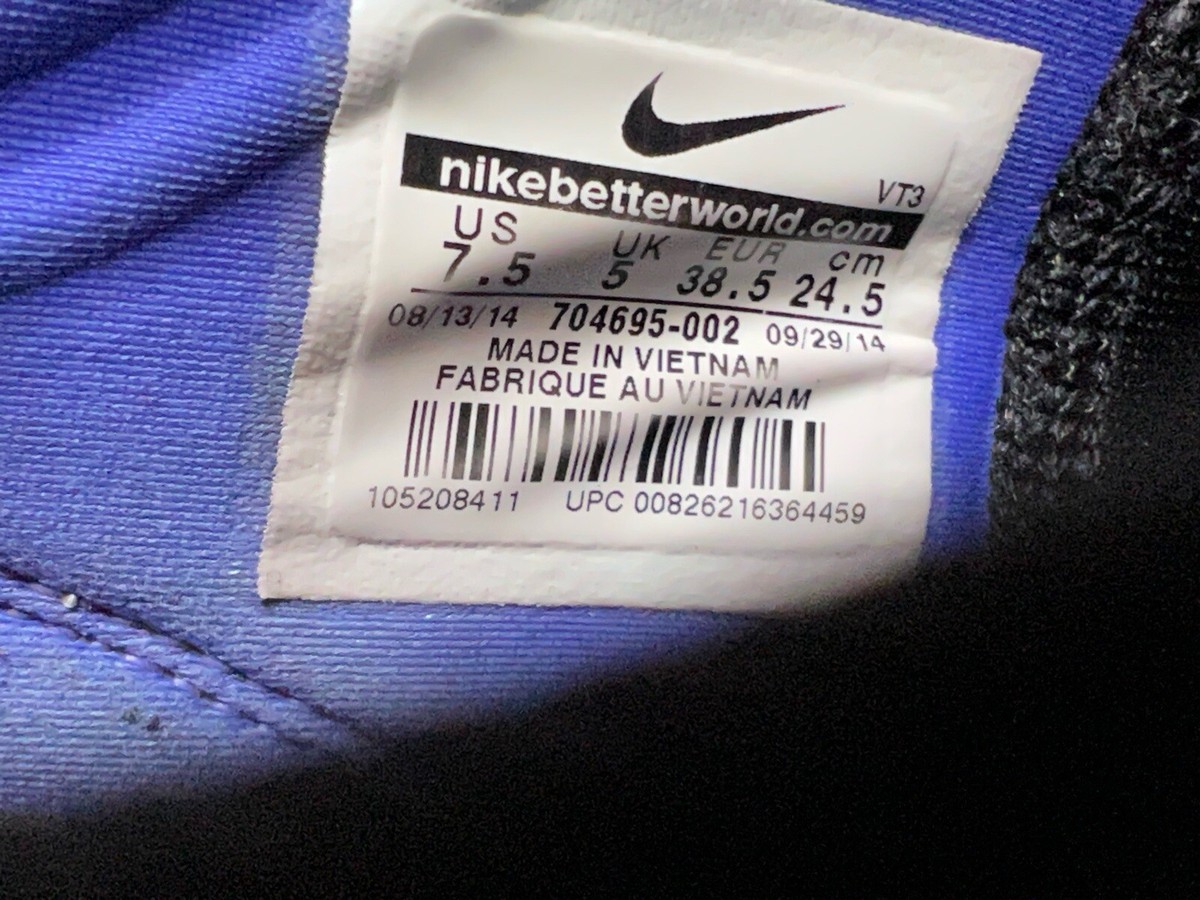 nikebetterworld.com VT3
US UK EUR cm
7.5 5 38.5 24.5
08/13/14 704695-002 09/29/14
MADE IN VIETNAM
FABRIQUE AU VIETNAM
105208411 UPC 00826216364459